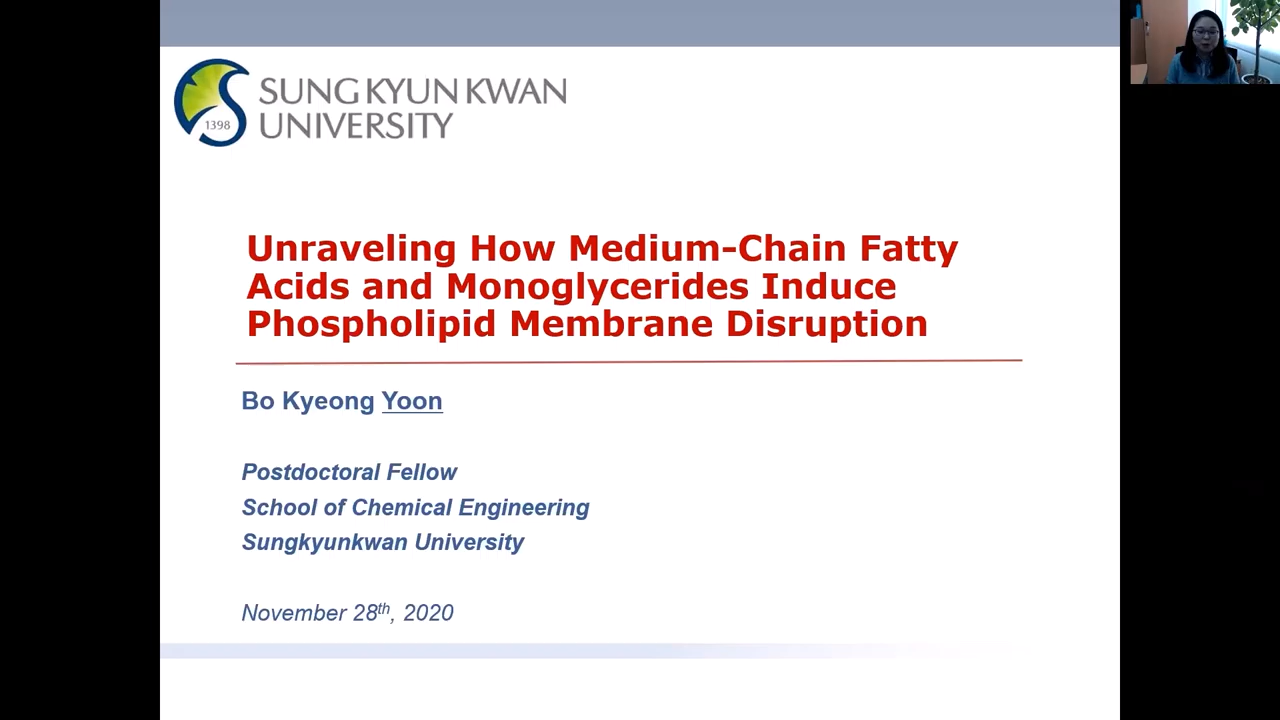 SUNG KYUN KWAN
UNIVERSITY
1398
Unraveling How Medium-Chain Fatty
Acids and Monoglycerides Induce
Phospholipid Membrane Disruption
Bo Kyeong Yoon
Postdoctoral Fellow
School of Chemical Engineering
Sungkyunkwan University
November 28th, 2020